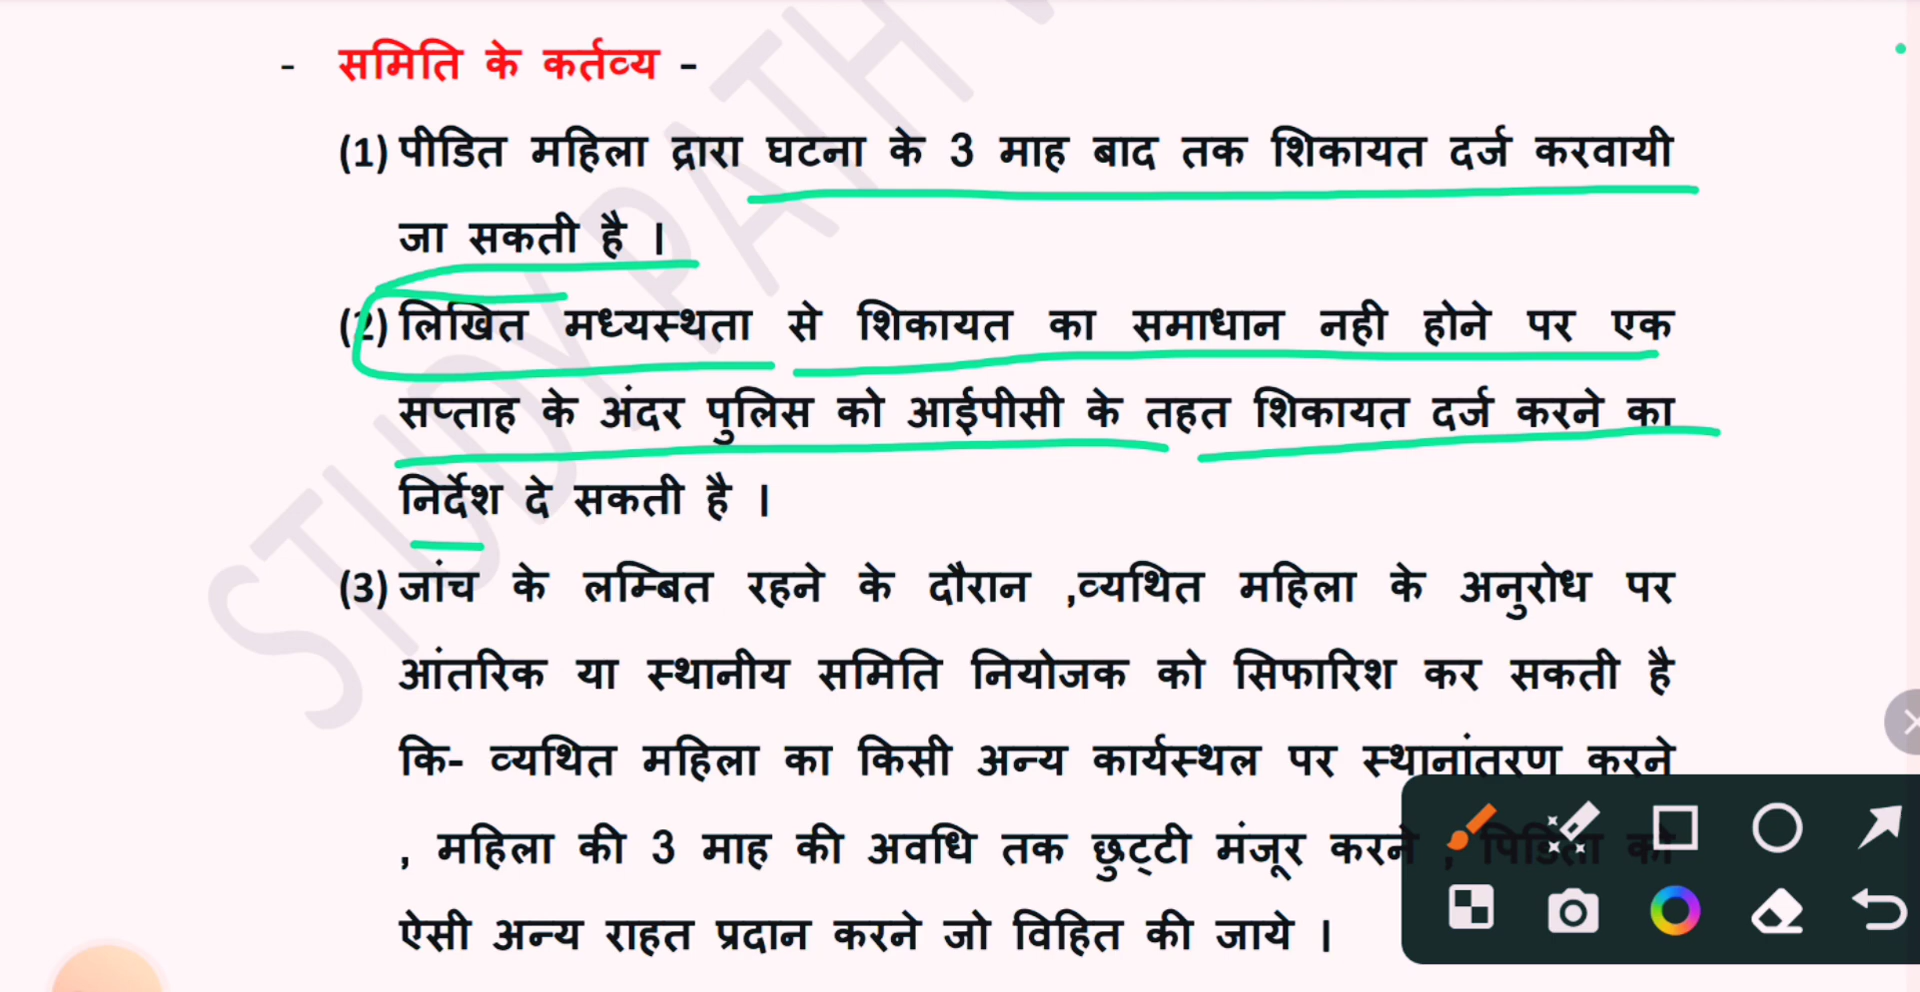 - समिति के कर्तव्य -
(1) पीडित महिला द्रारा घटना के 3 माह बाद तक शिकायत दर्ज करवायी
जा सकती है ।
(2) लिखित मध्यस्थता से शिकायत का समाधान नही होने पर एक
सप्ताह के अंदर पुलिस को आईपीसी के तहत शिकायत दर्ज करने का
निर्देश दे सकती है ।
(3) जांच के लम्बित रहने के दौरान ,व्यथित महिला के अनुरोध पर
आंतरिक या स्थानीय समिति नियोजक को सिफारिश कर सकती है
कि- व्यथित महिला का किसी अन्य कार्यस्थल पर स्थानांतरण करने
, महिला की 3 माह की अवधि तक छुट्टी मंजूर करने , पिडिता को
ऐसी अन्य राहत प्रदान करने जो विहित की जाये ।
STUDY PATH